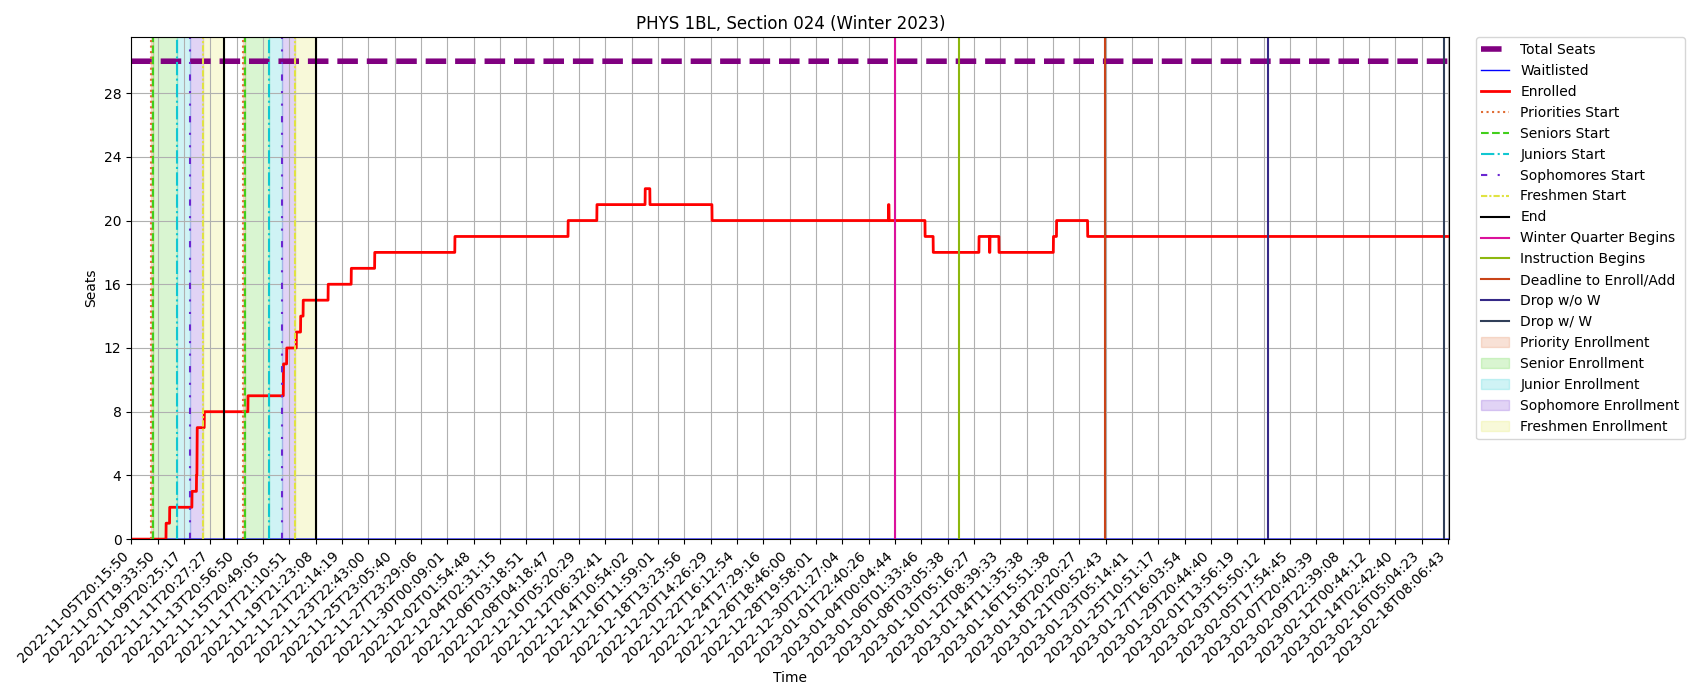 PHYS 1BL, Section 024 (Winter 2023)
Seats
28
24
20
16
12
8
4
0
2022-11-05T20:15:50
2022-11-07T19:33:50
2022-11-09T20:25:17
2022-11-11T20:27:27
2022-11-13T20:56:50
2022-11-15T20:49:05
2022-11-17T21:10:51
2022-11-19T21:23:08
2022-11-21T22:14:19
2022-11-23T22:43:00
2022-11-25T23:05:40
2022-11-27T23:29:06
2022-11-30T00:09:01
2022-12-02T01:54:48
2022-12-04T02:31:15
2022-12-06T03:18:51
2022-12-08T04:18:47
2022-12-10T05:20:29
2022-12-12T06:32:41
2022-12-14T10:54:02
2022-12-16T11:59:01
2022-12-18T13:23:56
2022-12-20T14:26:29
2022-12-22T16:12:54
2022-12-24T17:29:16
2022-12-26T18:46:00
2022-12-28T19:58:01
2022-12-30T21:27:04
2023-01-01T22:40:26
2023-01-04T00:04:44
2023-01-06T01:33:46
2023-01-08T03:05:38
2023-01-10T05:16:27
2023-01-12T08:39:33
2023-01-14T11:35:38
2023-01-16T15:51:38
2023-01-18T20:20:27
2023-01-21T00:52:43
2023-01-23T05:14:41
2023-01-25T10:51:17
2023-01-27T16:03:54
2023-01-29T20:44:40
2023-02-01T13:56:19
2023-02-03T15:50:12
2023-02-05T17:54:45
2023-02-07T20:40:39
2023-02-09T22:39:08
2023-02-12T00:44:12
2023-02-14T02:42:40
2023-02-16T05:04:23
2023-02-18T08:06:43
Time
Total Seats
Waitlisted
Enrolled
Priorities Start
Seniors Start
Juniors Start
Sophomores Start
Freshmen Start
End
Winter Quarter Begins
Instruction Begins
Deadline to Enroll/Add
Drop w/o W
Drop w/ W
Priority Enrollment
Senior Enrollment
Junior Enrollment
Sophomore Enrollment
Freshmen Enrollment